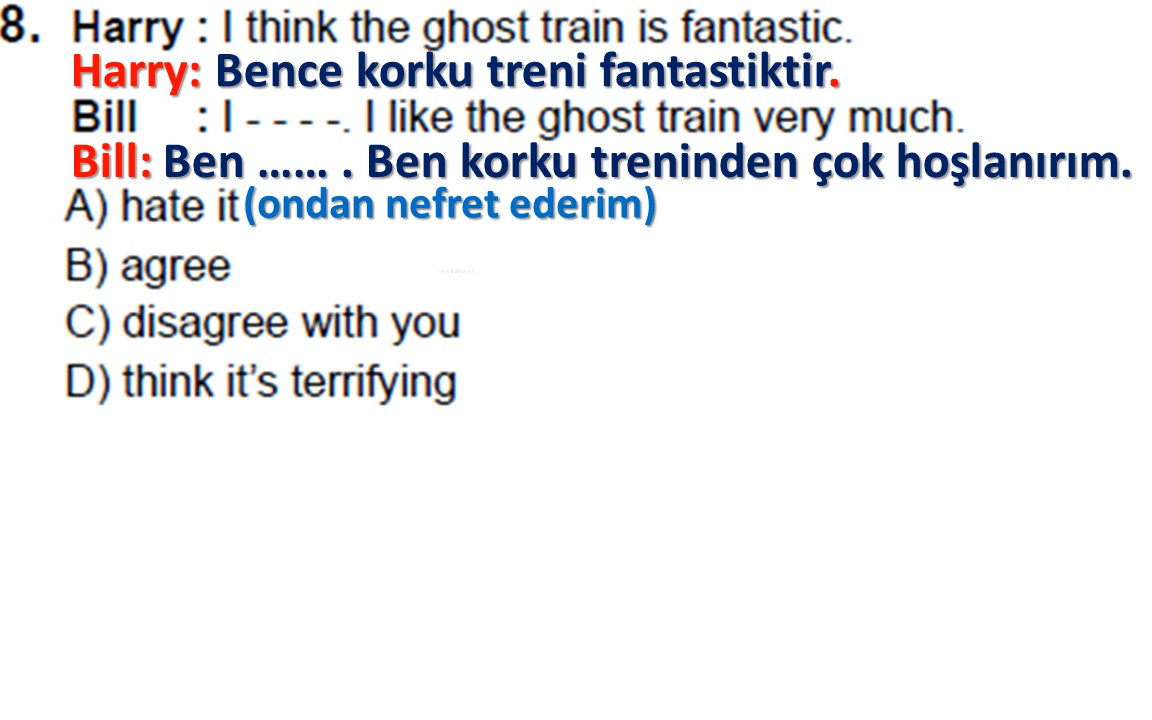 8. Harry : I think the ghost train is fantastic.
Harry: Bence korku treni fantastiktir.
Bill : I - - - -. I like the ghost train very much.
Bill: Ben ...... . Ben korku treninden çok hoşlanırım.
A) hate it (ondan nefret ederim)
B) agree
C) disagree with you
D) think it's terrifying